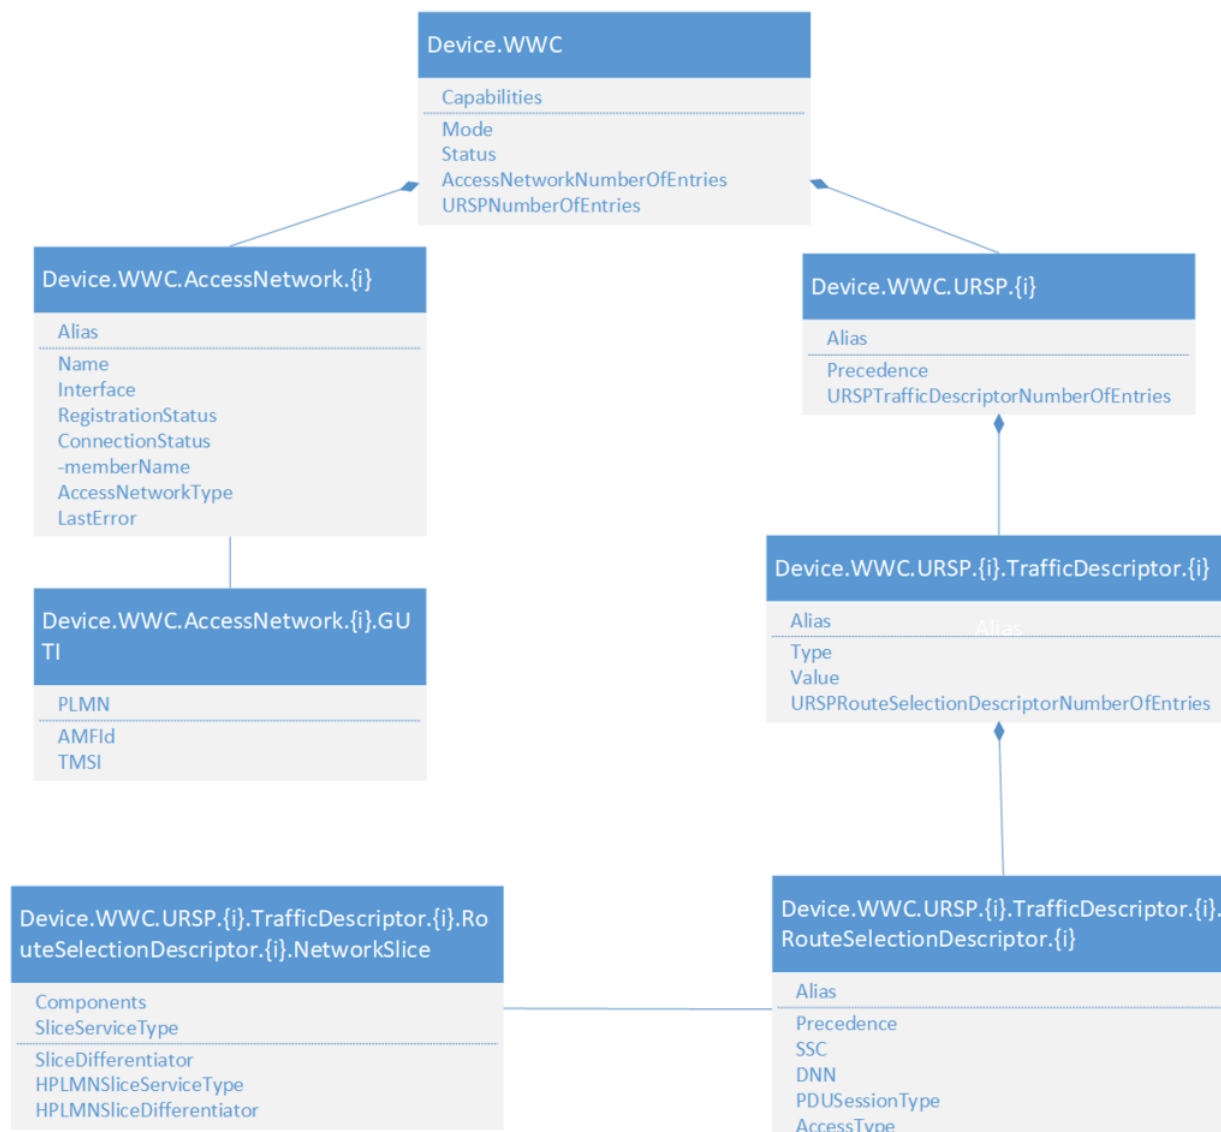 Device.WWC
Capabilities
Mode
Status
AccessNetworkNumberOfEntries
URSPNumberOfEntries
Device.WWC.AccessNetwork.{i}
Alias
Name
Interface
RegistrationStatus
ConnectionStatus
-memberName
AccessNetworkType
LastError
Device.WWC.URSP.{i}
Alias
Precedence
URSPTrafficDescriptorNumberOfEntries
Device.WWC.AccessNetwork.{i}.GU
TI
PLMN
AMFId
TMSI
Device.WWC.URSP.{i}.TrafficDescriptor.{i}
Alias
Alias
Type
Value
URSPRouteSelectionDescriptorNumberOfEntries
Device.WWC.URSP.{i}.TrafficDescriptor.{i}.Ro
uteSelectionDescriptor.{i}.NetworkSlice
Components
SliceServiceType
SliceDifferentiator
HPLMNSliceServiceType
HPLMNSliceDifferentiator
Device.WWC.URSP.{i}.TrafficDescriptor.{i}.
RouteSelectionDescriptor.{i}
Alias
Precedence
SSC
DNN
PDUSessionType
AccessType